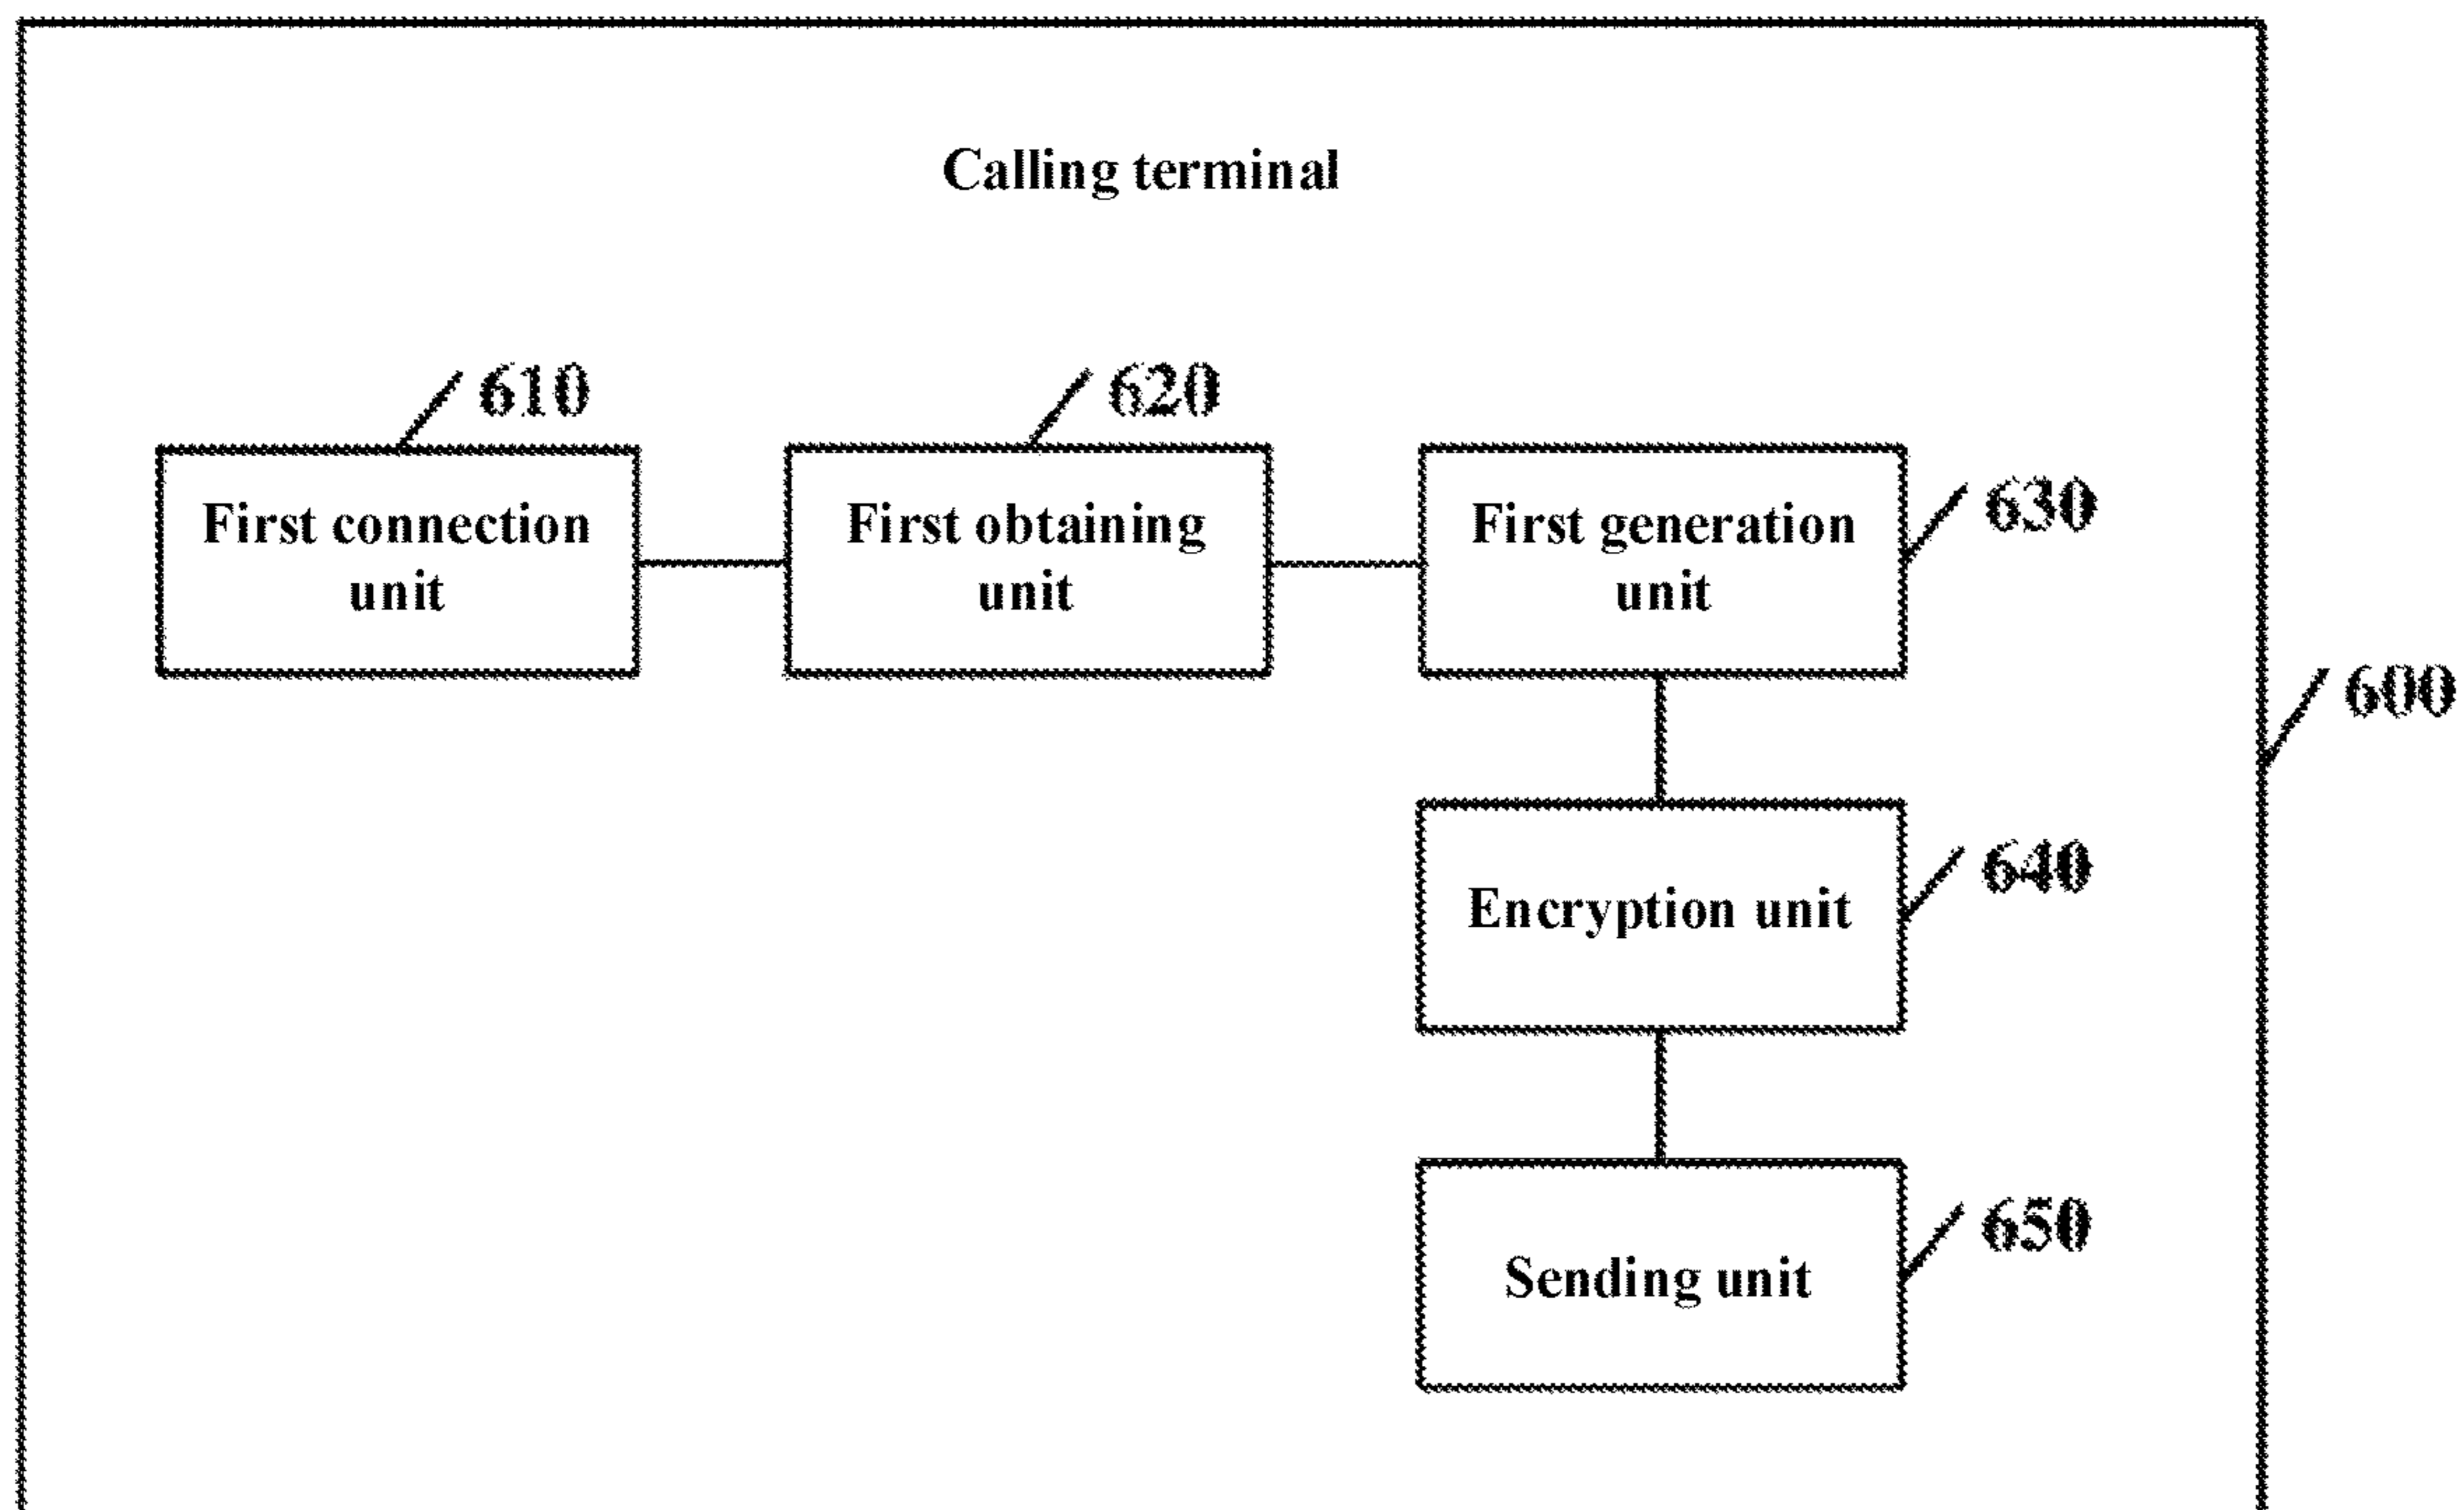 Calling terminal
610
620
First connection
unit
First obtaining
unit
First generation
unit
630
600
640
Encryption unit
650
Sending unit